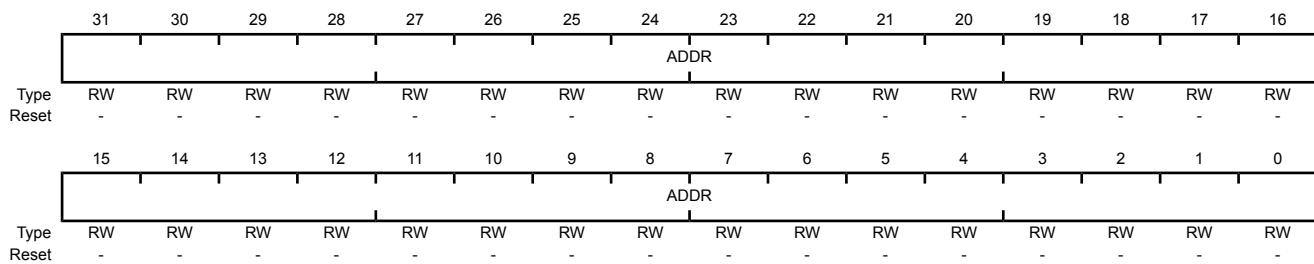 31 30 29 28 27 26 25 24 23 22 21 20 19 18 17 16
ADDR
Type RW RW RW RW RW RW RW RW RW RW RW RW RW RW RW RW
Reset - - - - - - - - - - - - - - - -
15 14 13 12 11 10 9 8 7 6 5 4 3 2 1 0
ADDR
Type RW RW RW RW RW RW RW RW RW RW RW RW RW RW RW RW
Reset - - - - - - - - - - - - - - - -